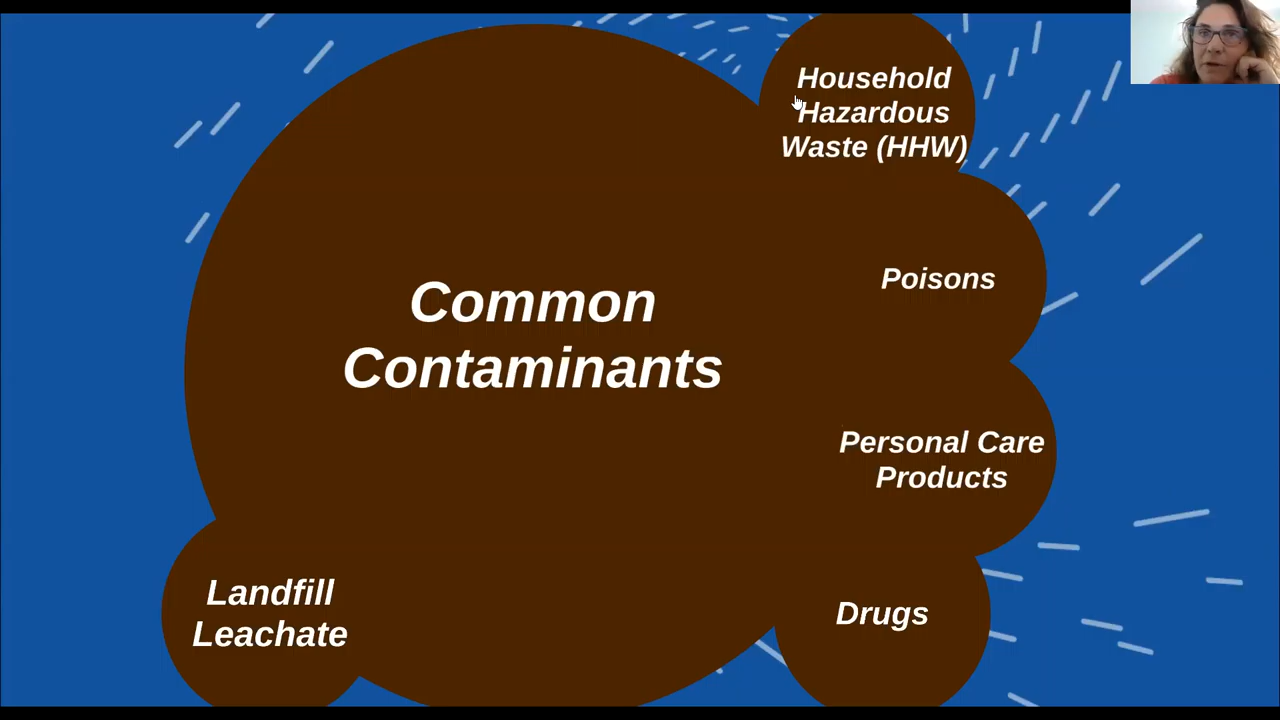 Common
Contaminants
Household
Hazardous
Waste (HHW)
Poisons
Personal Care
Products
Drugs
Landfill
Leachate